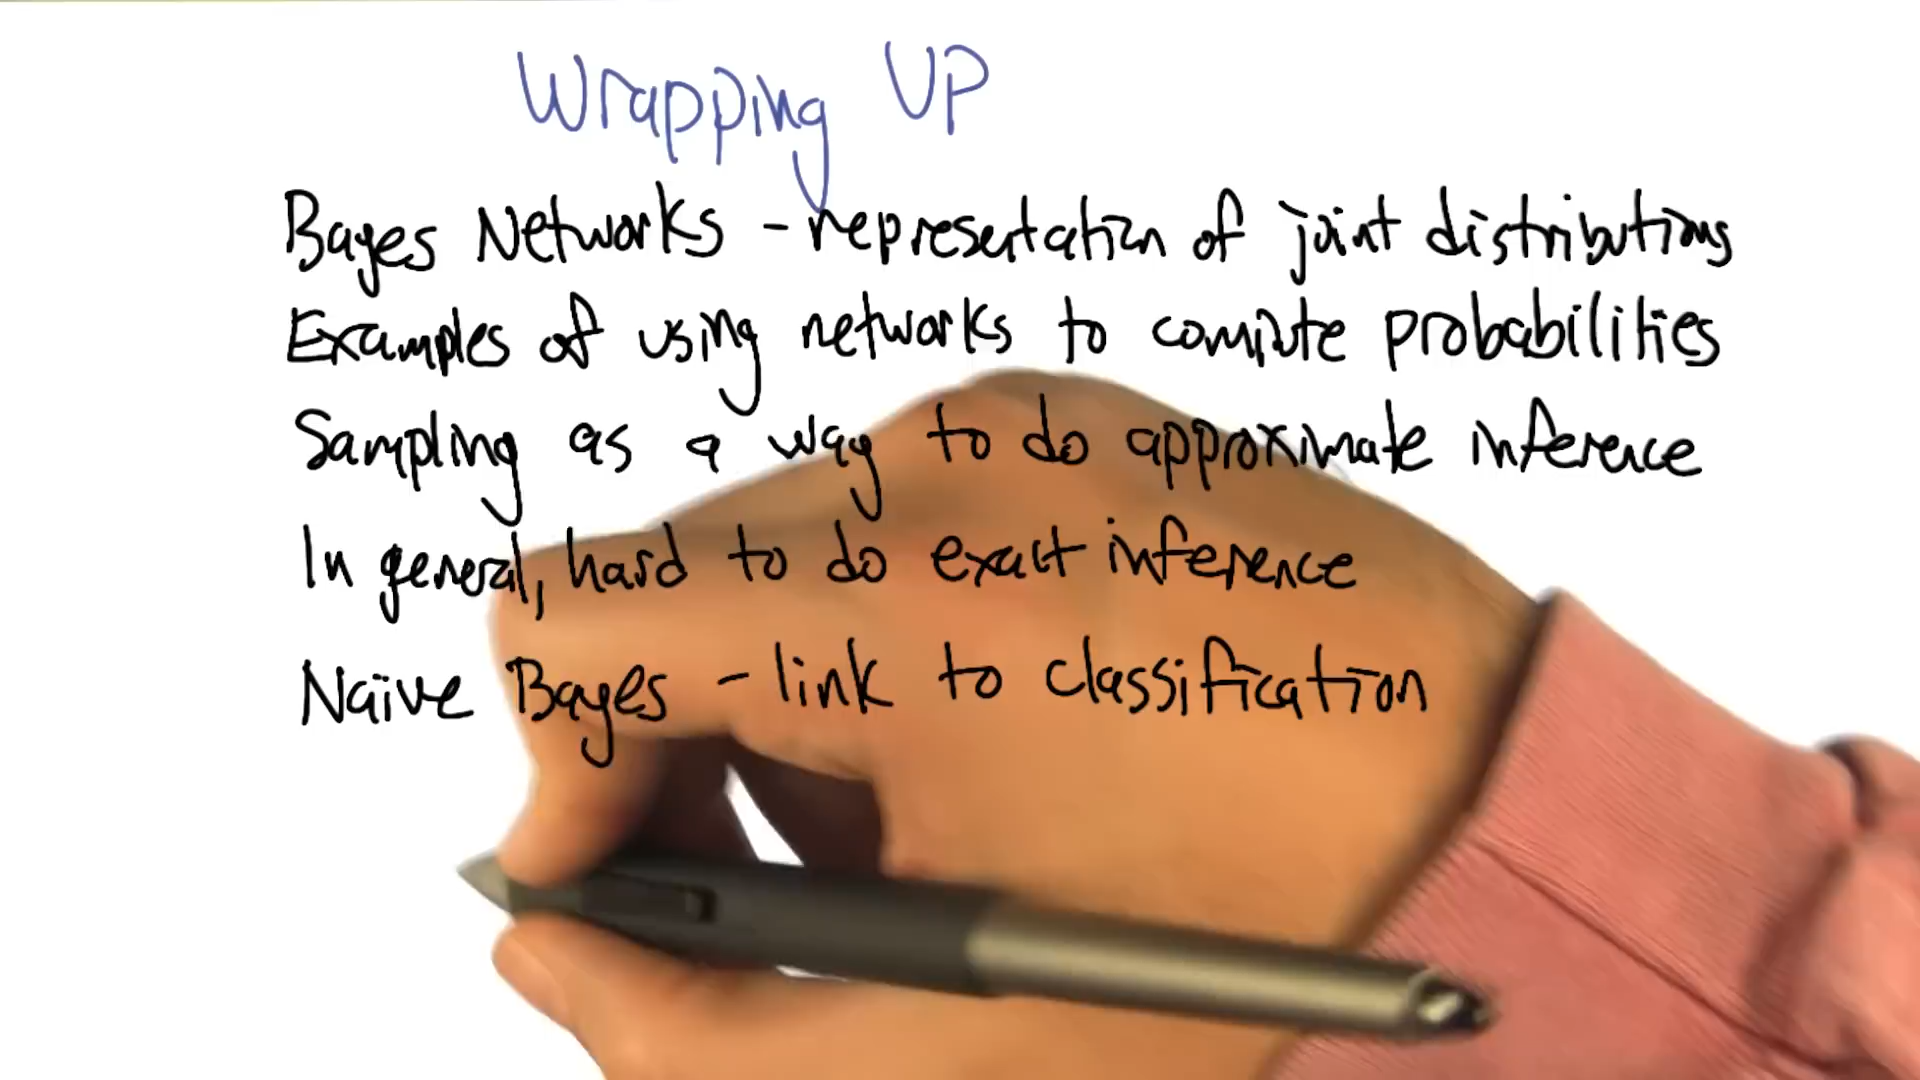 Wrapping UP
Bayes Networks - representation of joint distributions
Examples of using networks to compute probabilities
Sampling as a way to do approximate inference
In general, hard to do exact inference
Naïve Bayes - link to classification